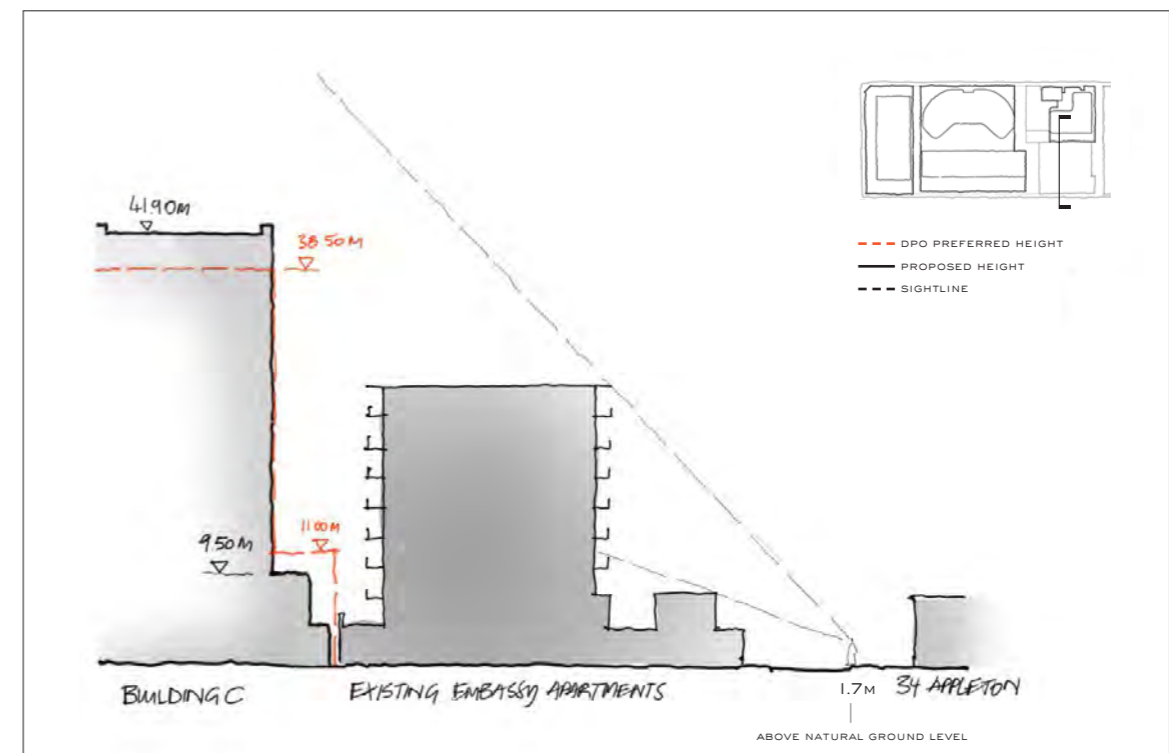 41.90M
38.50M
DPO PREFERRED HEIGHT
PROPOSED HEIGHT
SIGHTLINE
11.00M
9.50M
BUILDING C
EXISTING EMBASSY APARTMENTS
1.7M
34 APPLETON
ABOVE NATURAL GROUND LEVEL